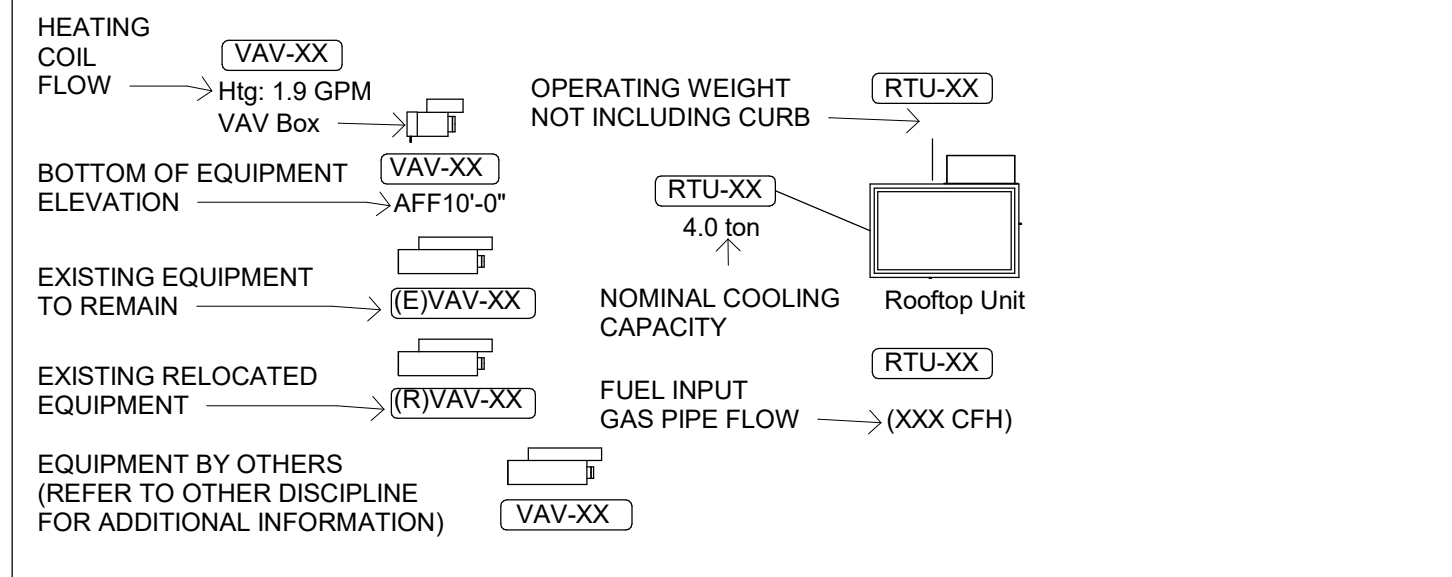 HEATING
COIL
FLOW
VAV-XX
Htg: 1.9 GPM
VAV Box
BOTTOM OF EQUIPMENT
ELEVATION
VAV-XX
AFF10'-0"
EXISTING EQUIPMENT
TO REMAIN
(E)VAV-XX
EXISTING RELOCATED
EQUIPMENT
(R)VAV-XX
EQUIPMENT BY OTHERS
(REFER TO OTHER DISCIPLINE
FOR ADDITIONAL INFORMATION)
VAV-XX
OPERATING WEIGHT
NOT INCLUDING CURB
RTU-XX
RTU-XX
4.0 ton
NOMINAL COOLING
CAPACITY
Rooftop Unit
FUEL INPUT
GAS PIPE FLOW
RTU-XX
(XXX CFH)